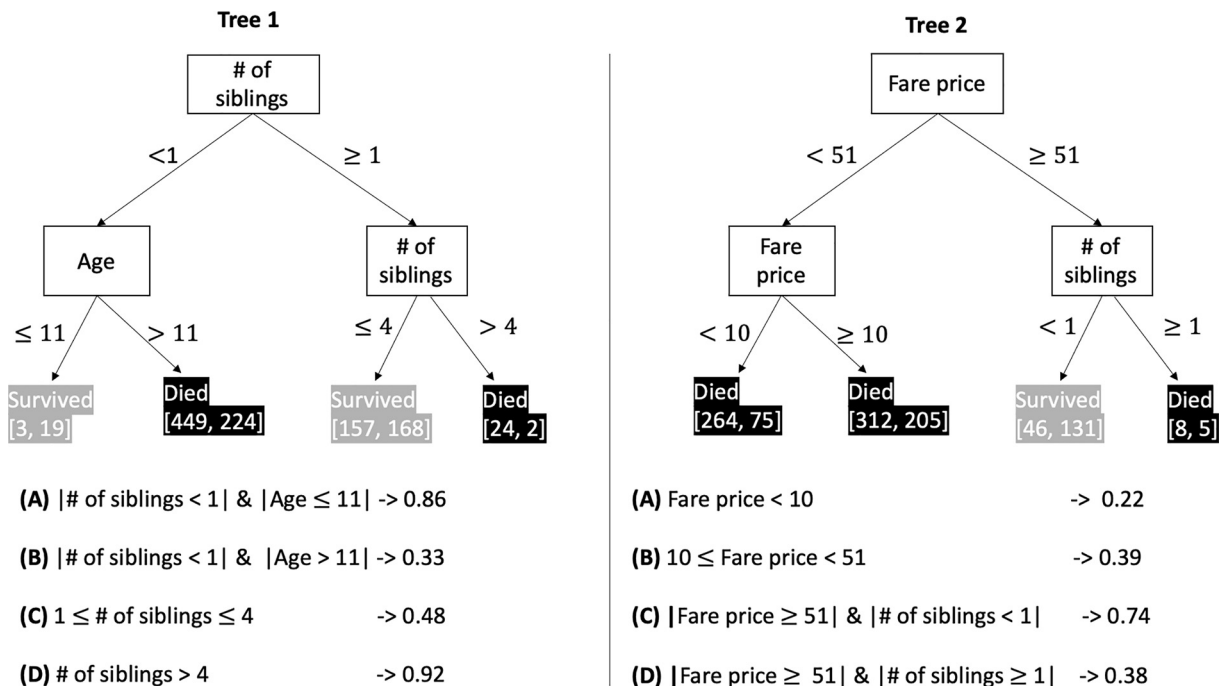 Tree 1
# of
siblings
<1
≥ 1
Age
# of
siblings
≤ 11
> 11
≤ 4
> 4
Survived
[3, 19]
Died
[449, 224]
Survived
[157, 168]
Died
[24, 2]
(A) |# of siblings < 1| & |Age ≤ 11| -> 0.86
(B) |# of siblings < 1| & |Age > 11| -> 0.33
(C) 1 ≤ # of siblings ≤ 4 -> 0.48
(D) # of siblings > 4 -> 0.92
Tree 2
Fare price
< 51
≥ 51
Fare
price
# of
siblings
< 10
≥ 10
< 1
≥ 1
Died
[264, 75]
Died
[312, 205]
Survived
[46, 131]
Died
[8, 5]
(A) Fare price < 10 -> 0.22
(B) 10 ≤ Fare price < 51 -> 0.39
(C) |Fare price ≥ 51| & |# of siblings < 1| -> 0.74
(D) |Fare price ≥ 51| & |# of siblings ≥ 1| -> 0.38